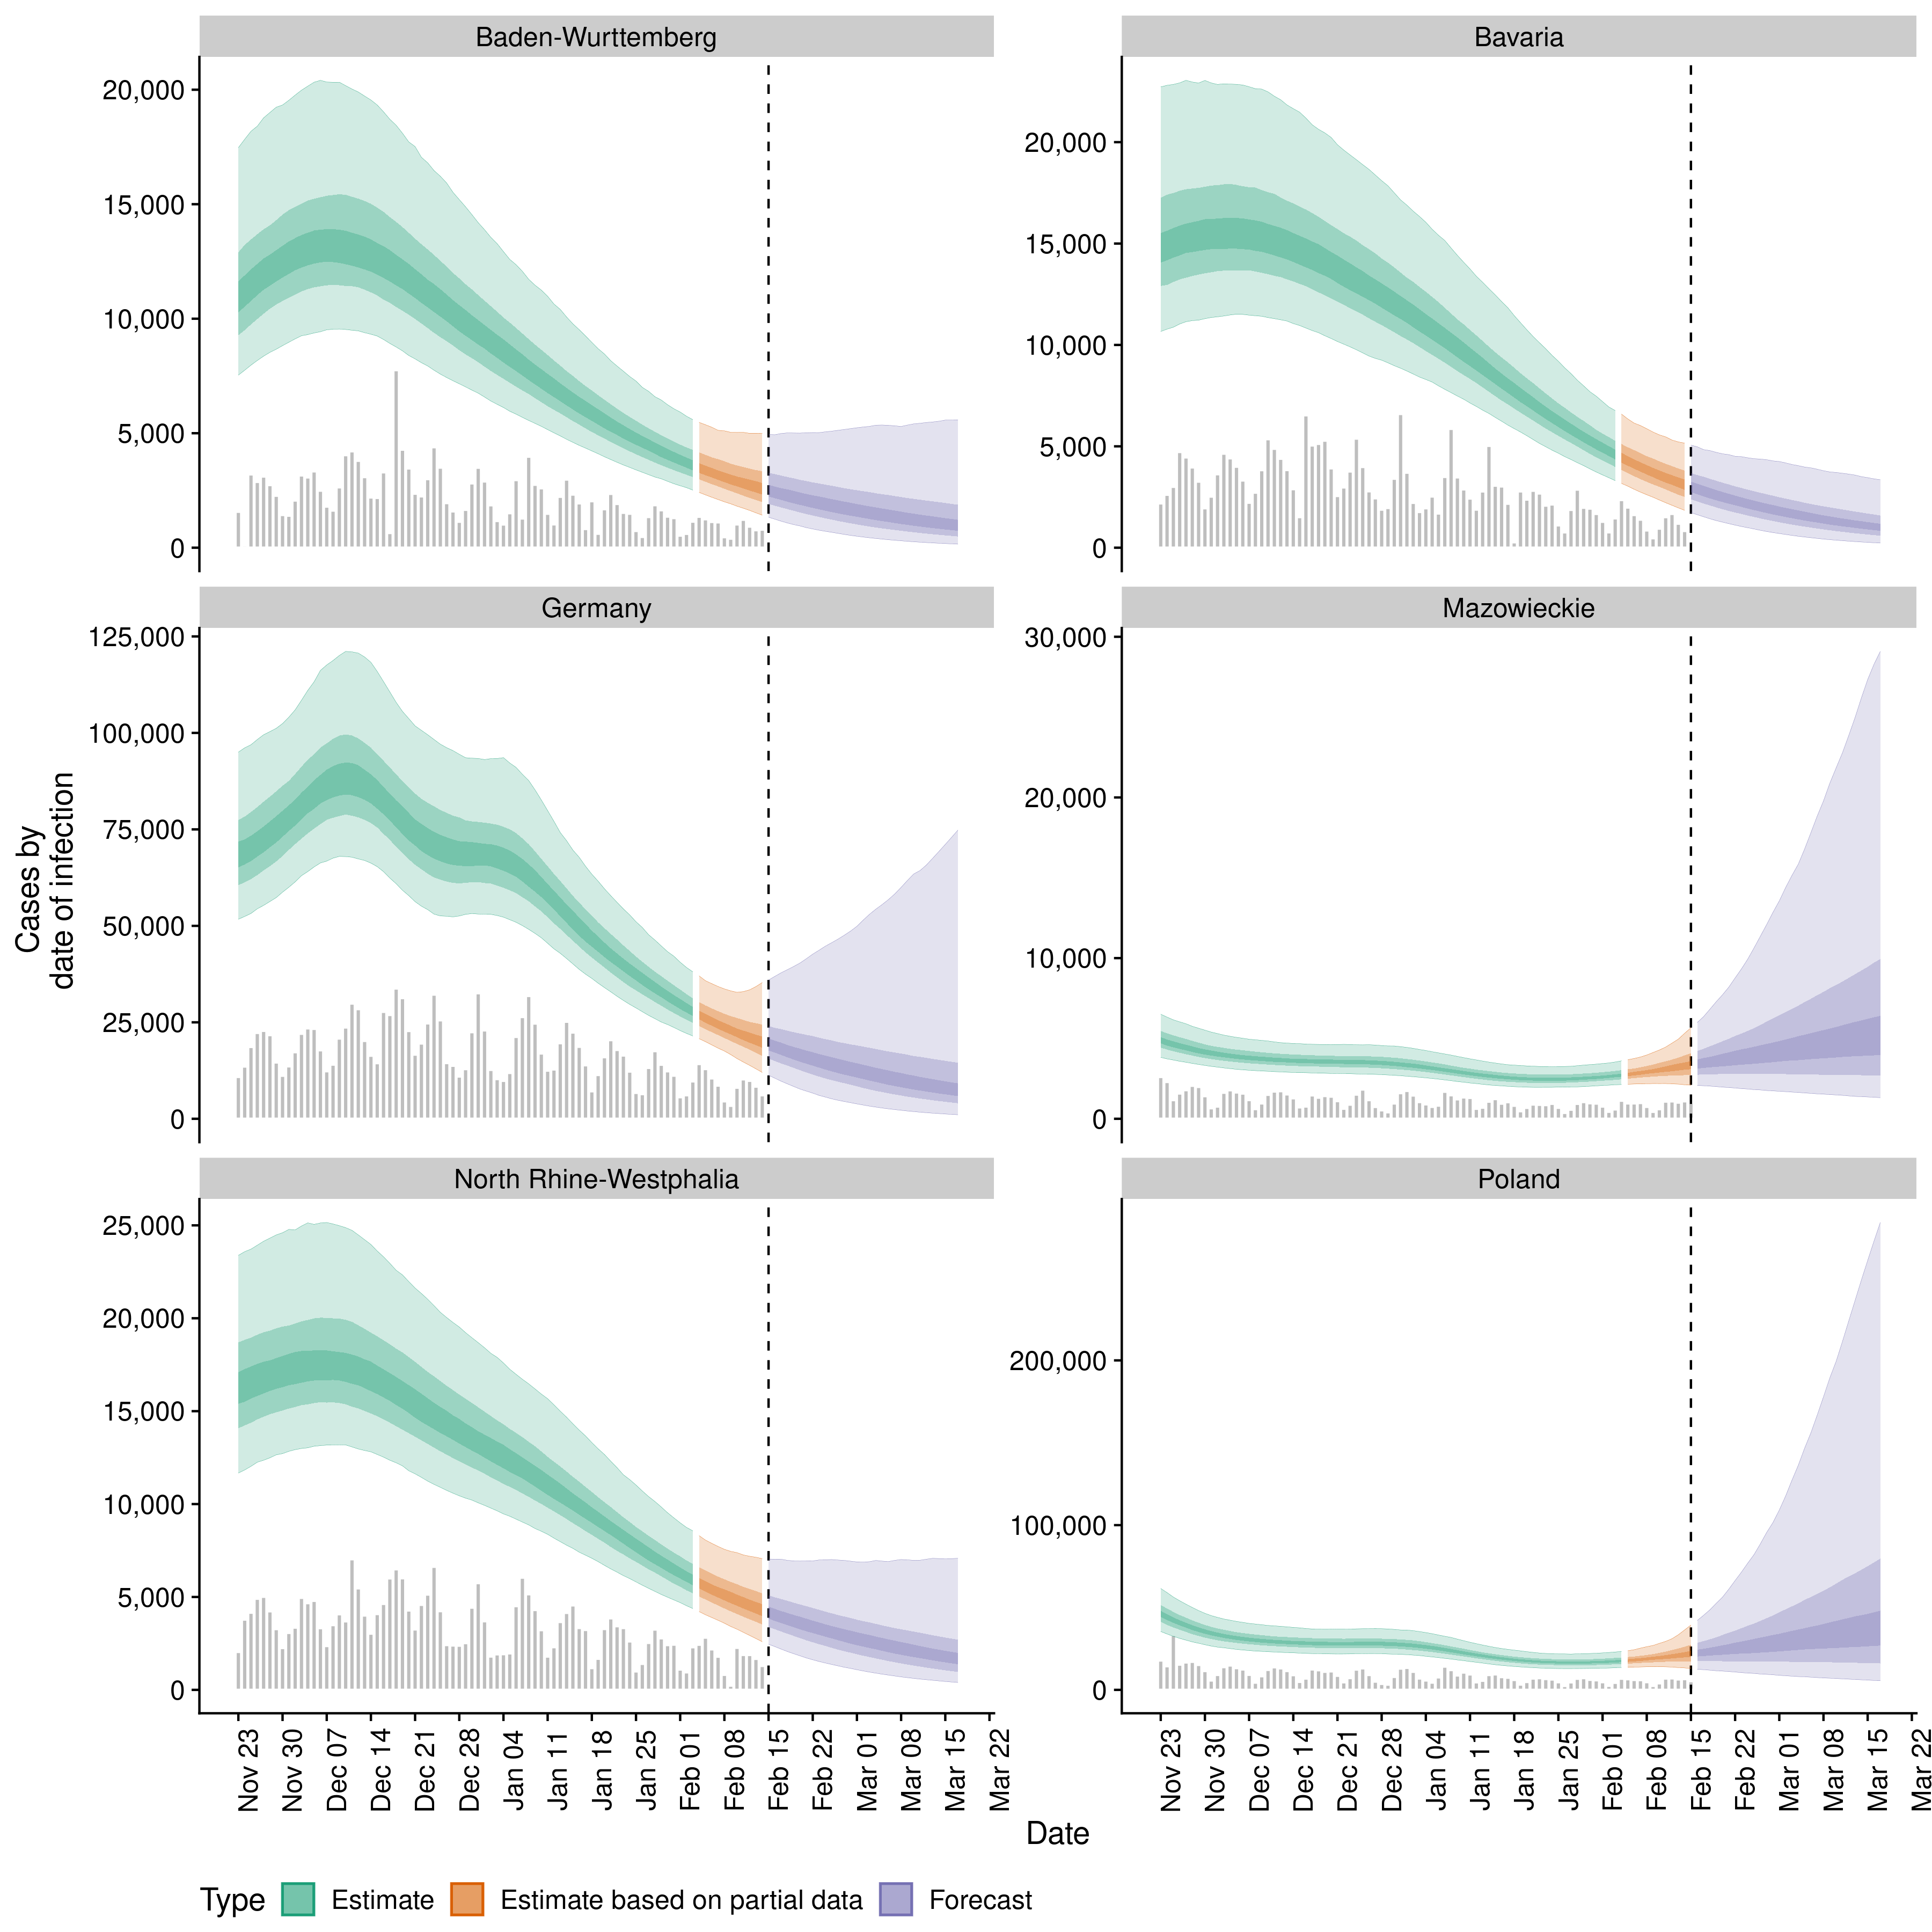 Baden-Wurttemberg
Bavaria
20,000
15,000
10,000
5,000
0
20,000
15,000
10,000
5,000
0
Germany
Mazowieckie
125,000
100,000
75,000
50,000
25,000
0
30,000
20,000
10,000
0
Cases by
date of infection
North Rhine-Westphalia
Poland
25,000
20,000
15,000
10,000
5,000
0
200,000
100,000
0
Nov 23
Nov 30
Dec 07
Dec 14
Dec 21
Dec 28
Jan 04
Jan 11
Jan 18
Jan 25
Feb 01
Feb 08
Feb 15
Feb 22
Mar 01
Mar 08
Mar 15
Mar 22
Nov 23
Nov 30
Dec 07
Dec 14
Dec 21
Dec 28
Jan 04
Jan 11
Jan 18
Jan 25
Feb 01
Feb 08
Feb 15
Feb 22
Mar 01
Mar 08
Mar 15
Mar 22
Date
Type Estimate Estimate based on partial data Forecast